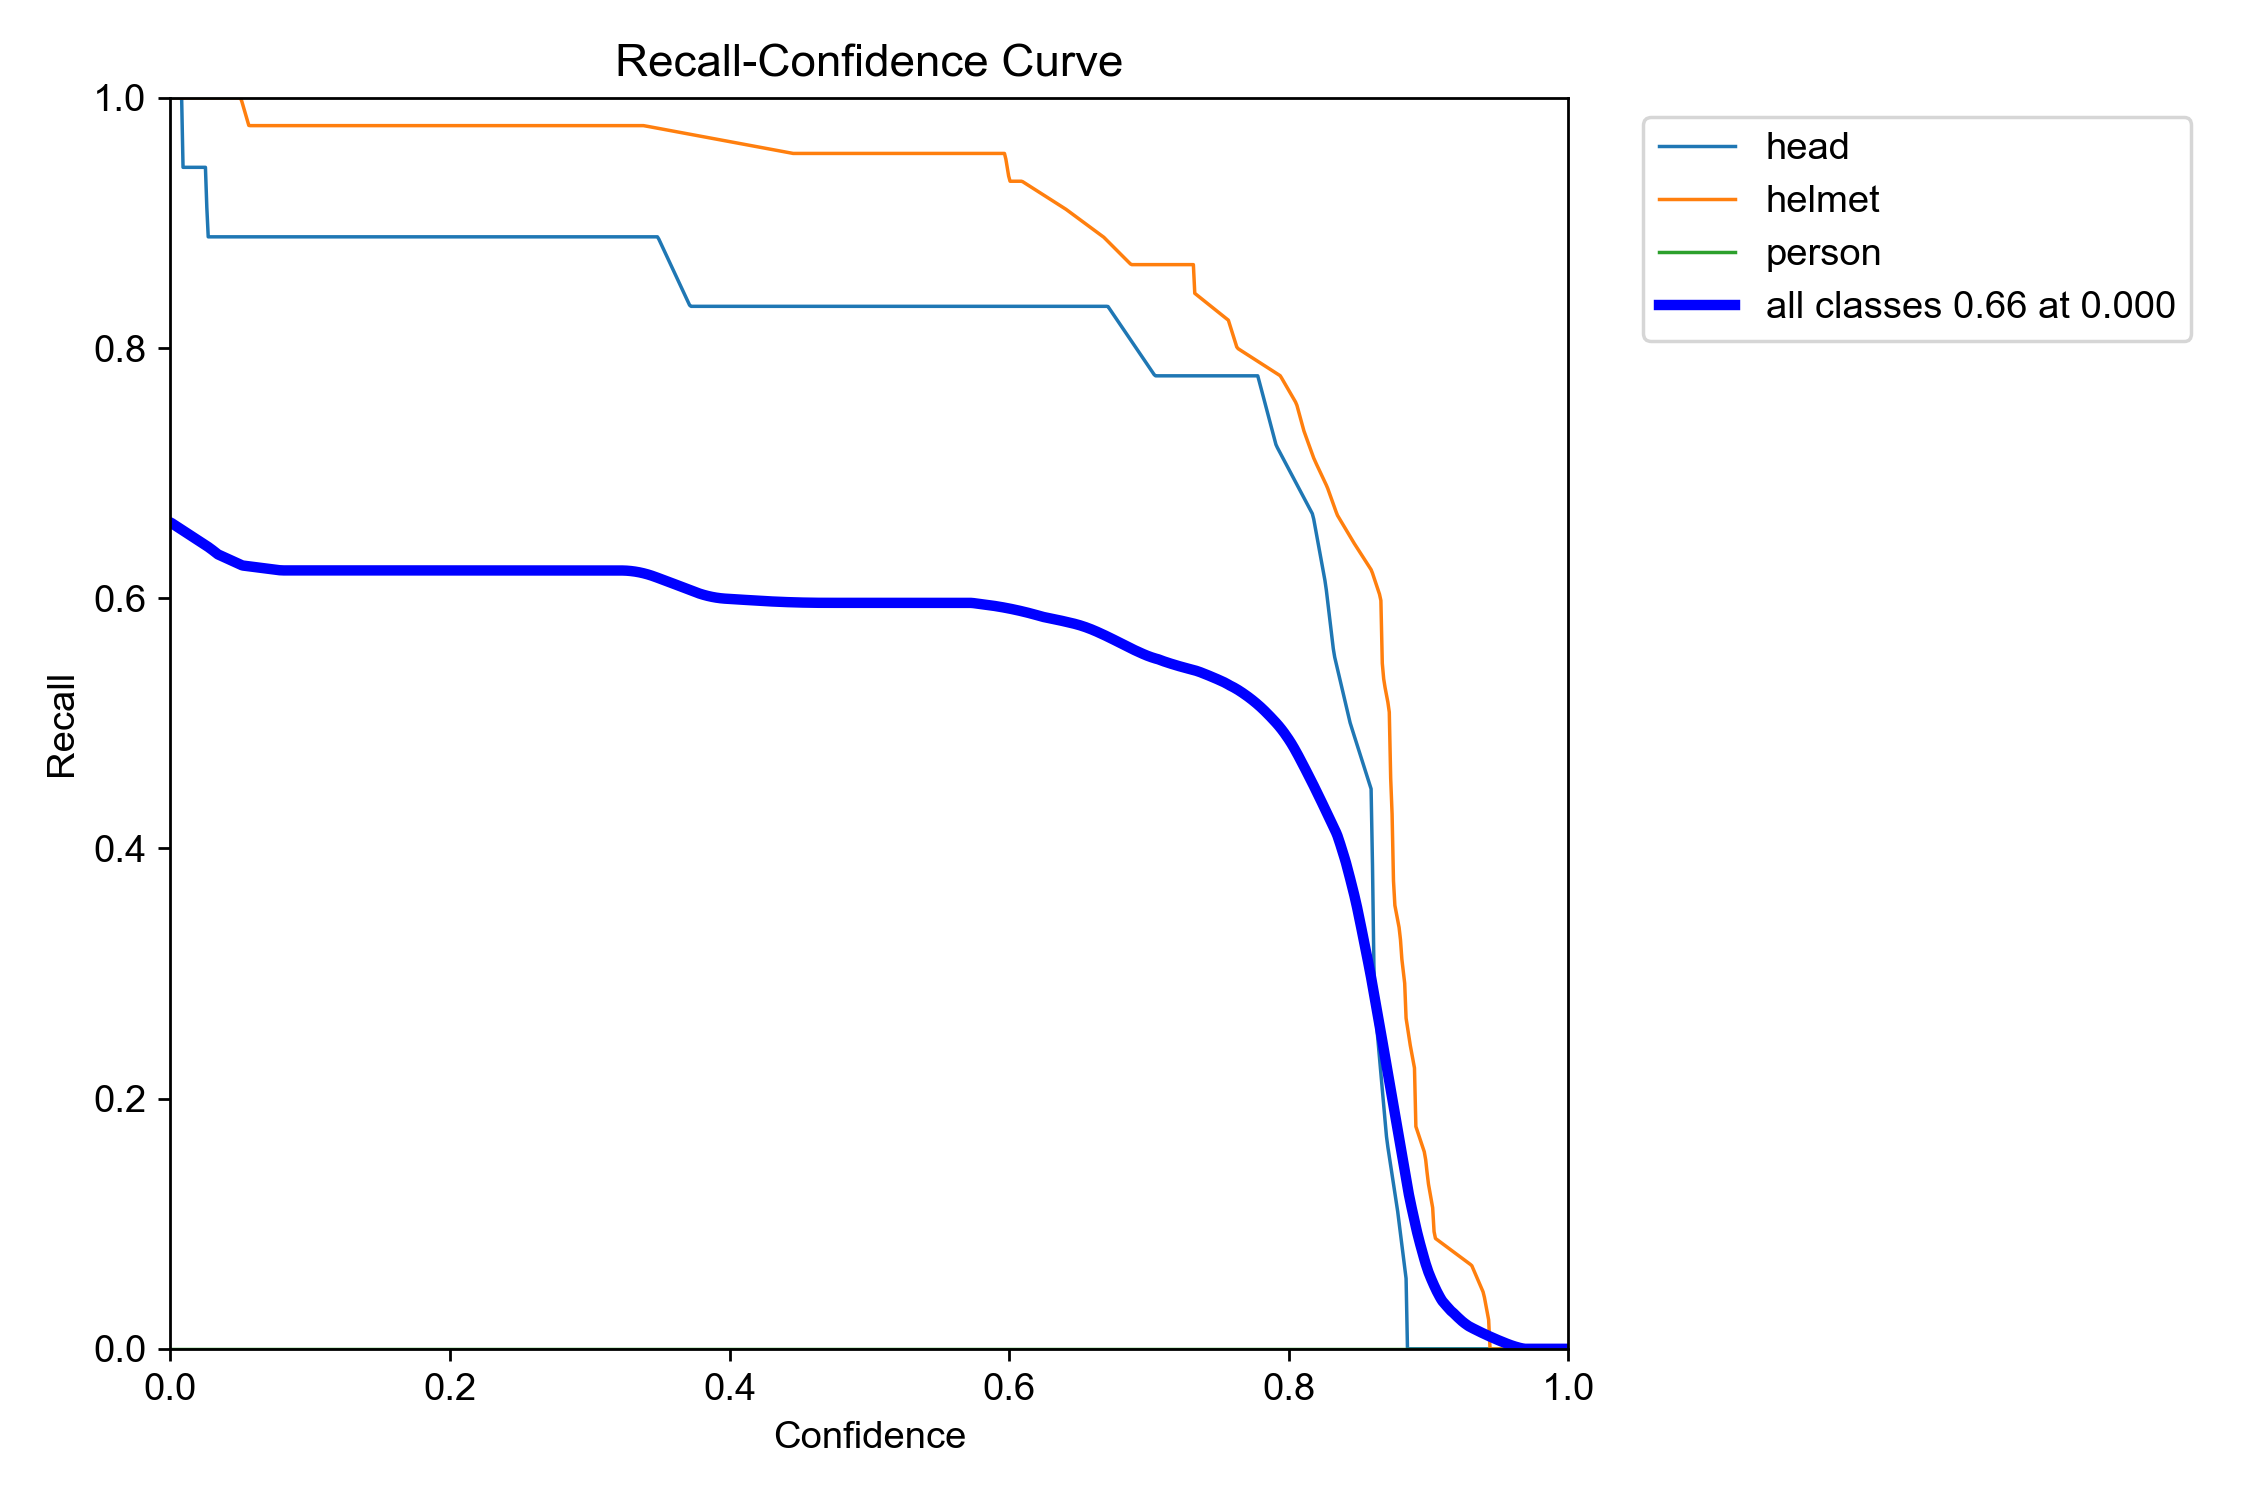 Recall-Confidence Curve
1.0
0.8
0.6
0.4
0.2
0.0
Recall
0.0 0.2 0.4 0.6 0.8 1.0
Confidence
head
helmet
person
all classes 0.66 at 0.000